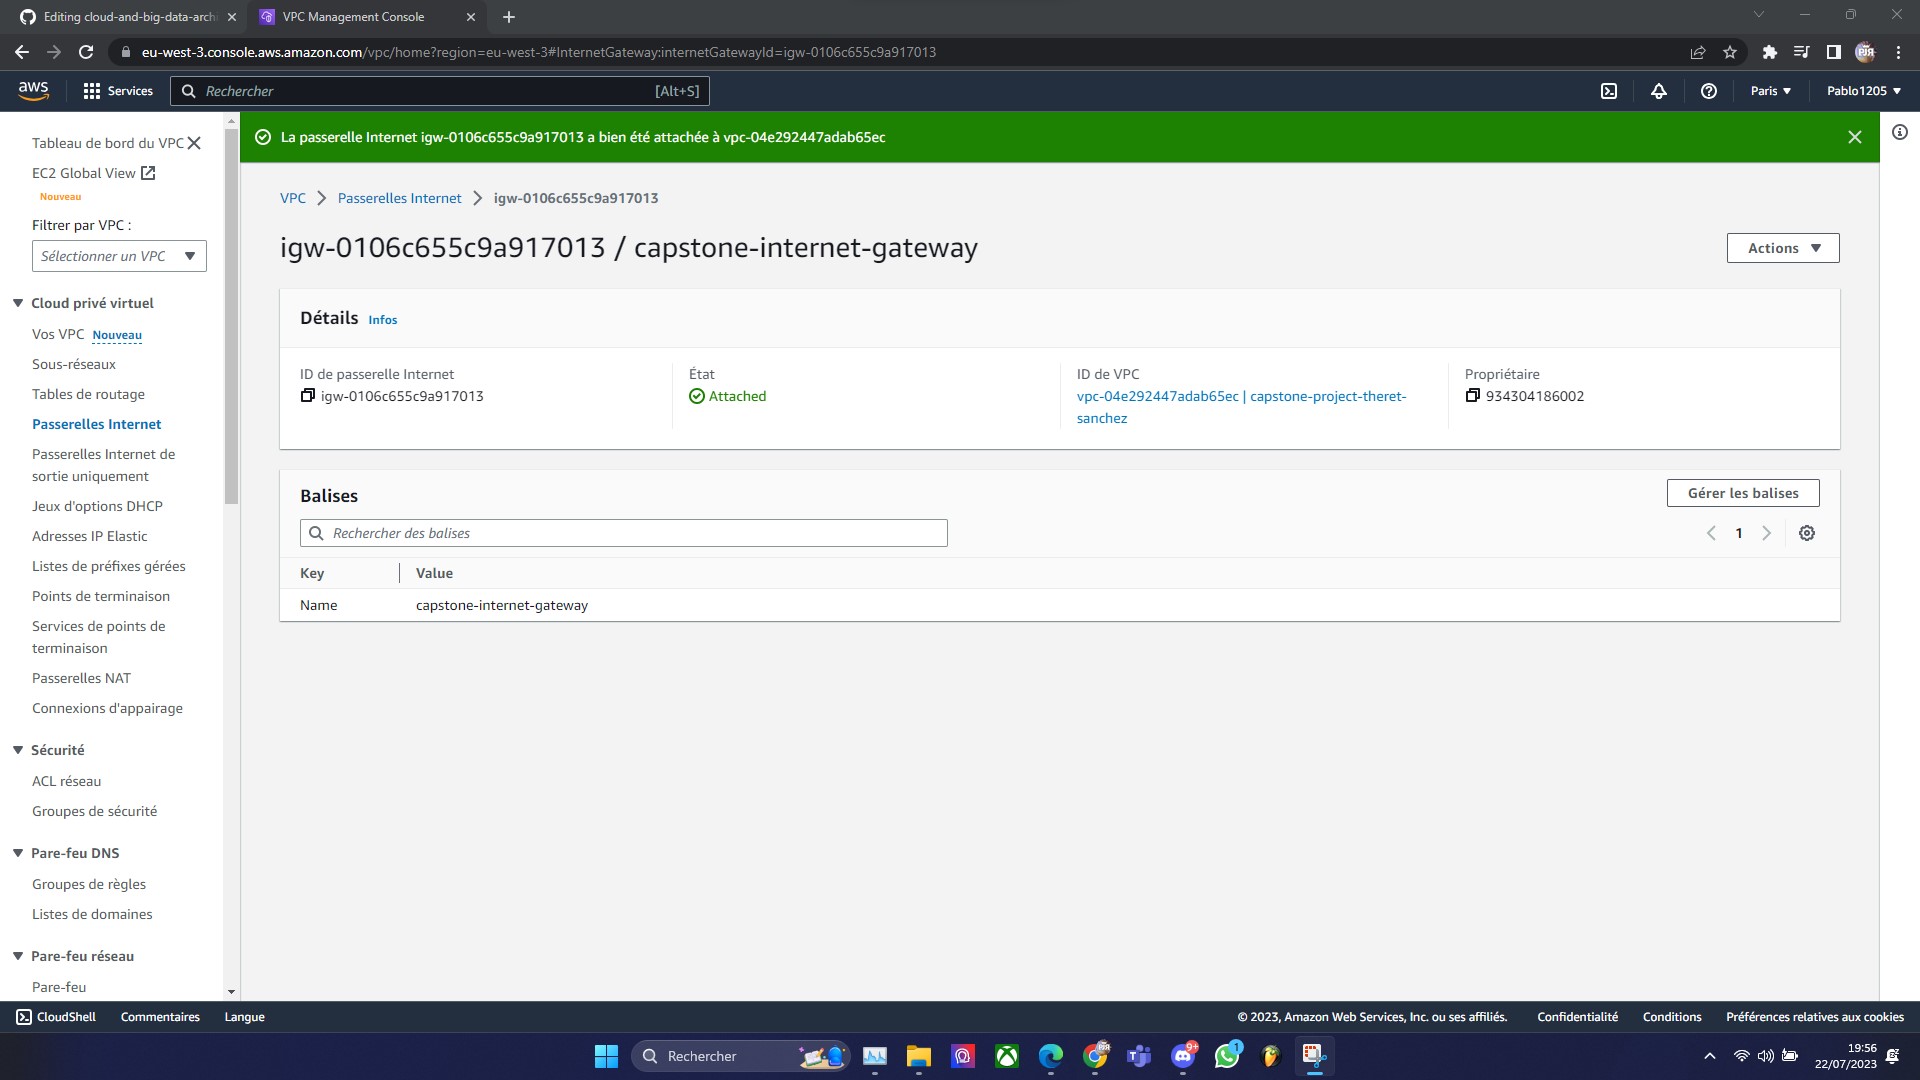 Editing cloud-and-big-data-archi
VPC Management Console
eu-west-3.console.aws.amazon.com/vpc/home?region=eu-west-3#InternetGateway:internetGatewayId=igw-0106c655c9a917013
aws
Services
Rechercher
[Alt+S]
Paris
Pablo1205
Tableau de bord du VPC
EC2 Global View
Nouveau
Filtrer par VPC :
Sélectionner un VPC
Cloud privé virtuel
Vos VPC Nouveau
Sous-réseaux
Tables de routage
Passerelles Internet
Passerelles Internet de
sortie uniquement
Jeux d'options DHCP
Adresses IP Elastic
Listes de préfixes gérées
Points de terminaison
Services de points de
terminaison
Passerelles NAT
Connexions d'appairage
Sécurité
ACL réseau
Groupes de sécurité
Pare-feu DNS
Groupes de règles
Listes de domaines
Pare-feu réseau
Pare-feu
La passerelle Internet igw-0106c655c9a917013 a bien été attachée à vpc-04e292447adab65ec
VPC
Passerelles Internet
igw-0106c655c9a917013
igw-0106c655c9a917013 / capstone-internet-gateway
Actions
Détails Infos
ID de passerelle Internet
igw-0106c655c9a917013
État
Attached
ID de VPC
vpc-04e292447adab65ec | capstone-project-theret-
sanchez
Propriétaire
934304186002
Balises
Gérer les balises
Rechercher des balises
1
Key
Value
Name
capstone-internet-gateway
CloudShell
Commentaires
Langue
© 2023, Amazon Web Services, Inc. ou ses affiliés.
Confidentialité
Conditions
Préférences relatives aux cookies
Rechercher
9+
1
19:56
22/07/2023